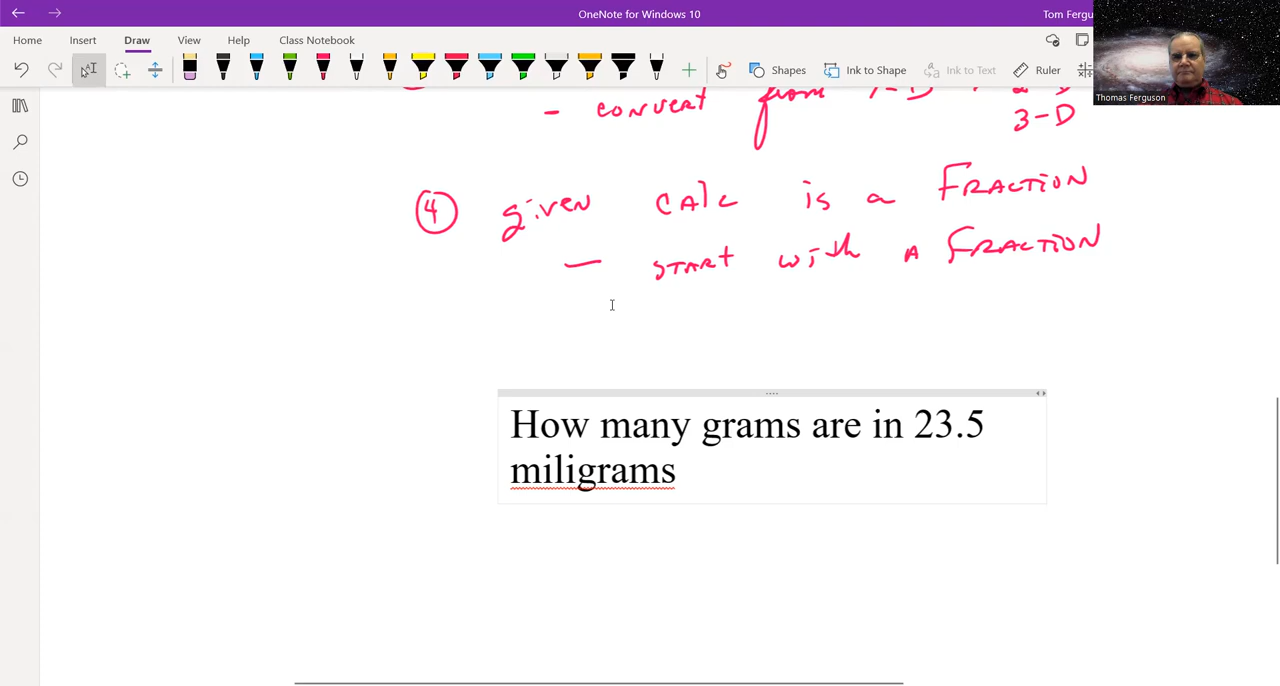 OneNote for Windows 10
Tom Fergu
Home Insert Draw View Help Class Notebook
Shapes Ink to Shape Ink to Text Ruler
Thomas Ferguson
- convert from
3-D
4 given CAlc is a FRACTION
- START with A FRACTION
How many grams are in 23.5
miligrams